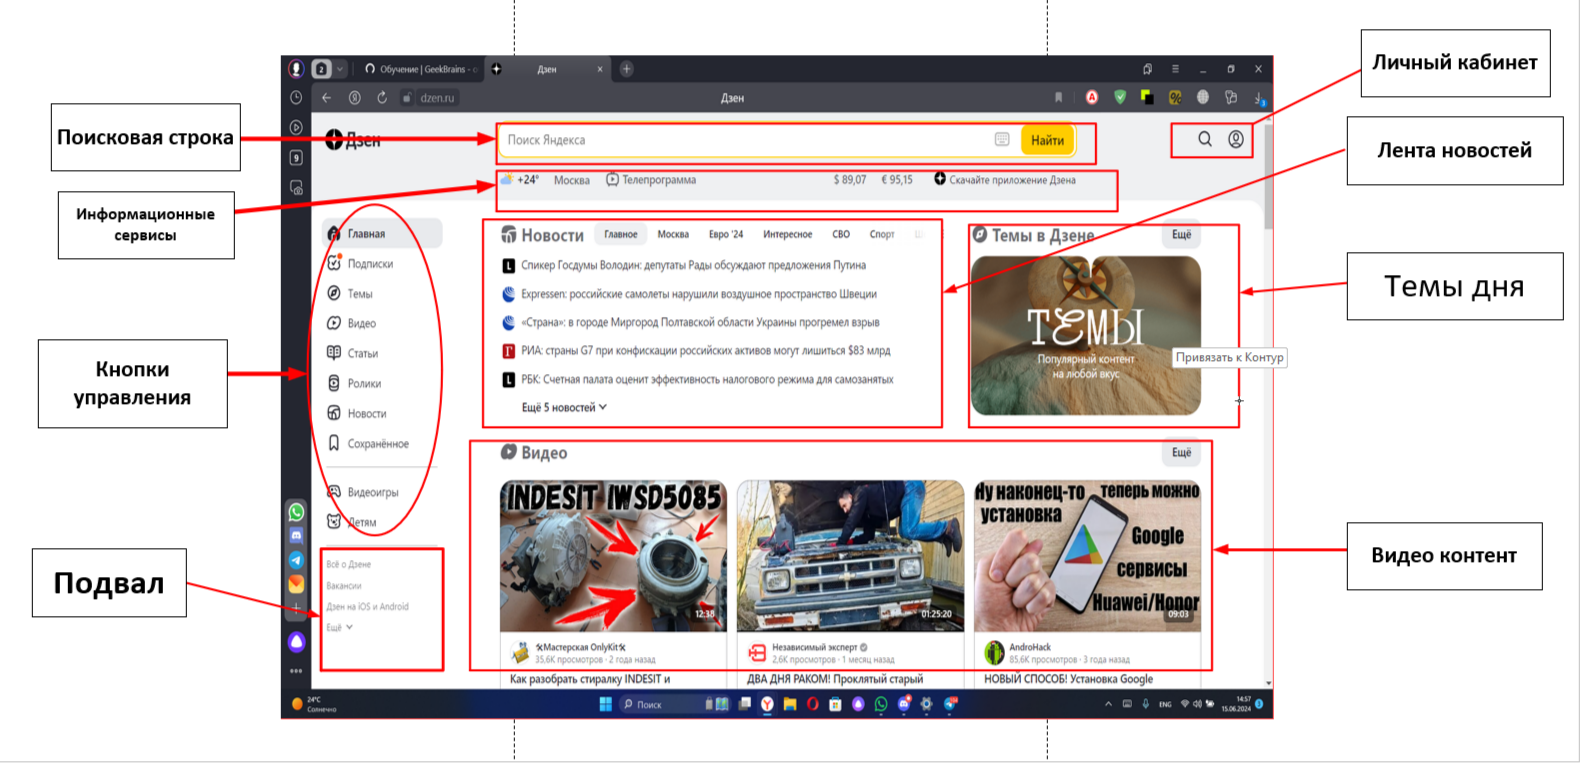 Личный кабинет
Поисковая строка
Лента новостей
Информационные
сервисы
Темы дня
Кнопки
управления
Видео контент
Подвал
2
Обучение | GeekBrains -
Дзен
dzen.ru
Дзен
9
Дзен
Поиск Яндекса
Найти
+24°
Москва
Телепрограмма
$ 89,07
€ 95,15
Скачайте приложение Дзена
Главная
Подписки
Темы
Видео
Статьи
Ролики
Новости
Сохранённое
Видеоигры
Детям
Всё о Дзене
Вакансии
Дзен на iOS и Android
Ещё
Новости
Главное
Москва
Евро '24
Интересное
СВО
Спорт
Спикер Госдумы Володин: депутаты Рады обсуждают предложения Путина
Expressen: российские самолеты нарушили воздушное пространство Швеции
«Страна»: в городе Миргород Полтавской области Украины прогремел взрыв
РИА: страны G7 при конфискации российских активов могут лишиться $83 млрд
РБК: Счетная палата оценит эффективность налогового режима для самозанятых
Ещё 5 новостей
Темы в Дзене
Ещё
ТЕМЫ
Популярный контент
на любой вкус
Привязать к Контур
Видео
Ещё
INDESIT IWSD5085
12:38
Мастерская OnlyKit
35,6K просмотров · 2 года назад
Как разобрать стиралку INDESIT и
01:25:20
Независимый эксперт
2,6K просмотров · 1 месяц назад
ДВА ДНЯ РАКОМ! Проклятый старый
Ну наконец-то теперь можно
установка
Google
сервисы
Huawei/Honor
09:03
AndroHack
85,6K просмотров · 3 года назад
НОВЫЙ СПОСОБ! Установка Google
24°C
Солнечно
Поиск
ENG
14:57
15.06.2024